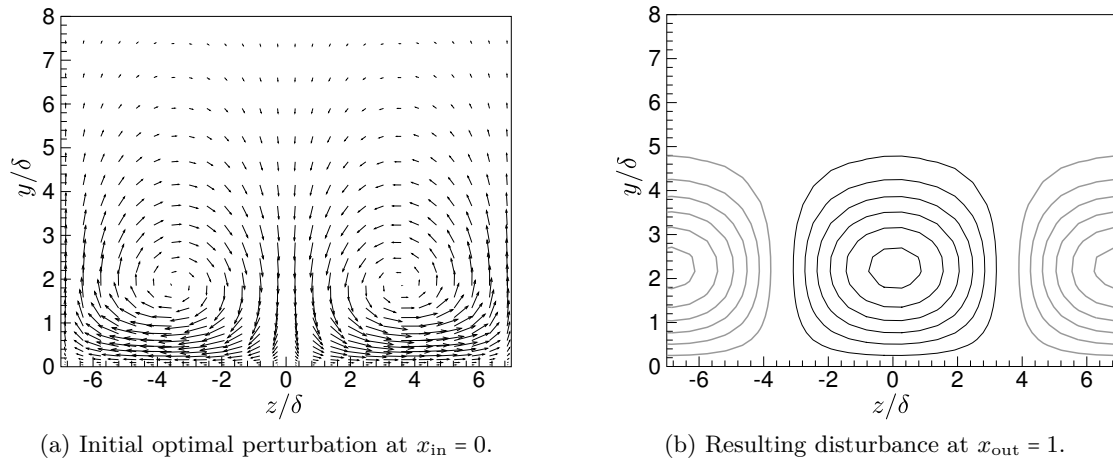 8
7
6
5
4
3
2
1
0
y/δ
-6 -4 -2 0 2 4 6
z/δ
(a) Initial optimal perturbation at x_in = 0.
8
7
6
5
4
3
2
1
0
y/δ
-6 -4 -2 0 2 4 6
z/δ
(b) Resulting disturbance at x_out = 1.